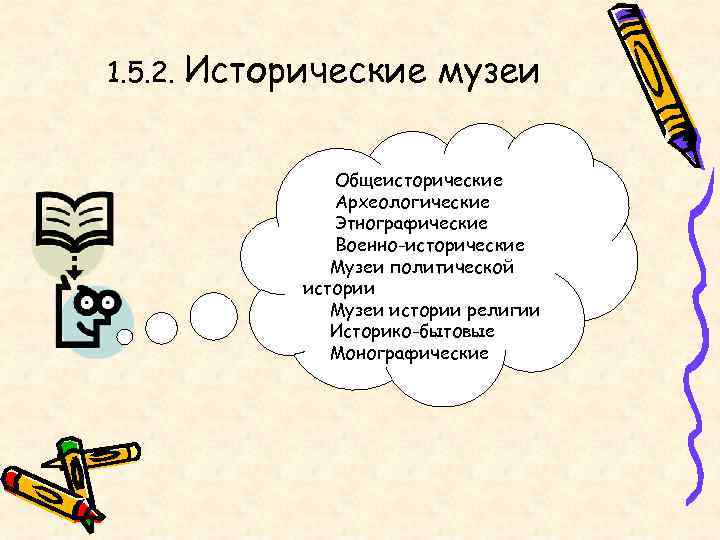 1.5.2. Исторические музеи
Общеисторические
Археологические
Этнографические
Военно-исторические
Музеи политической
истории
Музеи истории религии
Историко-бытовые
Монографические